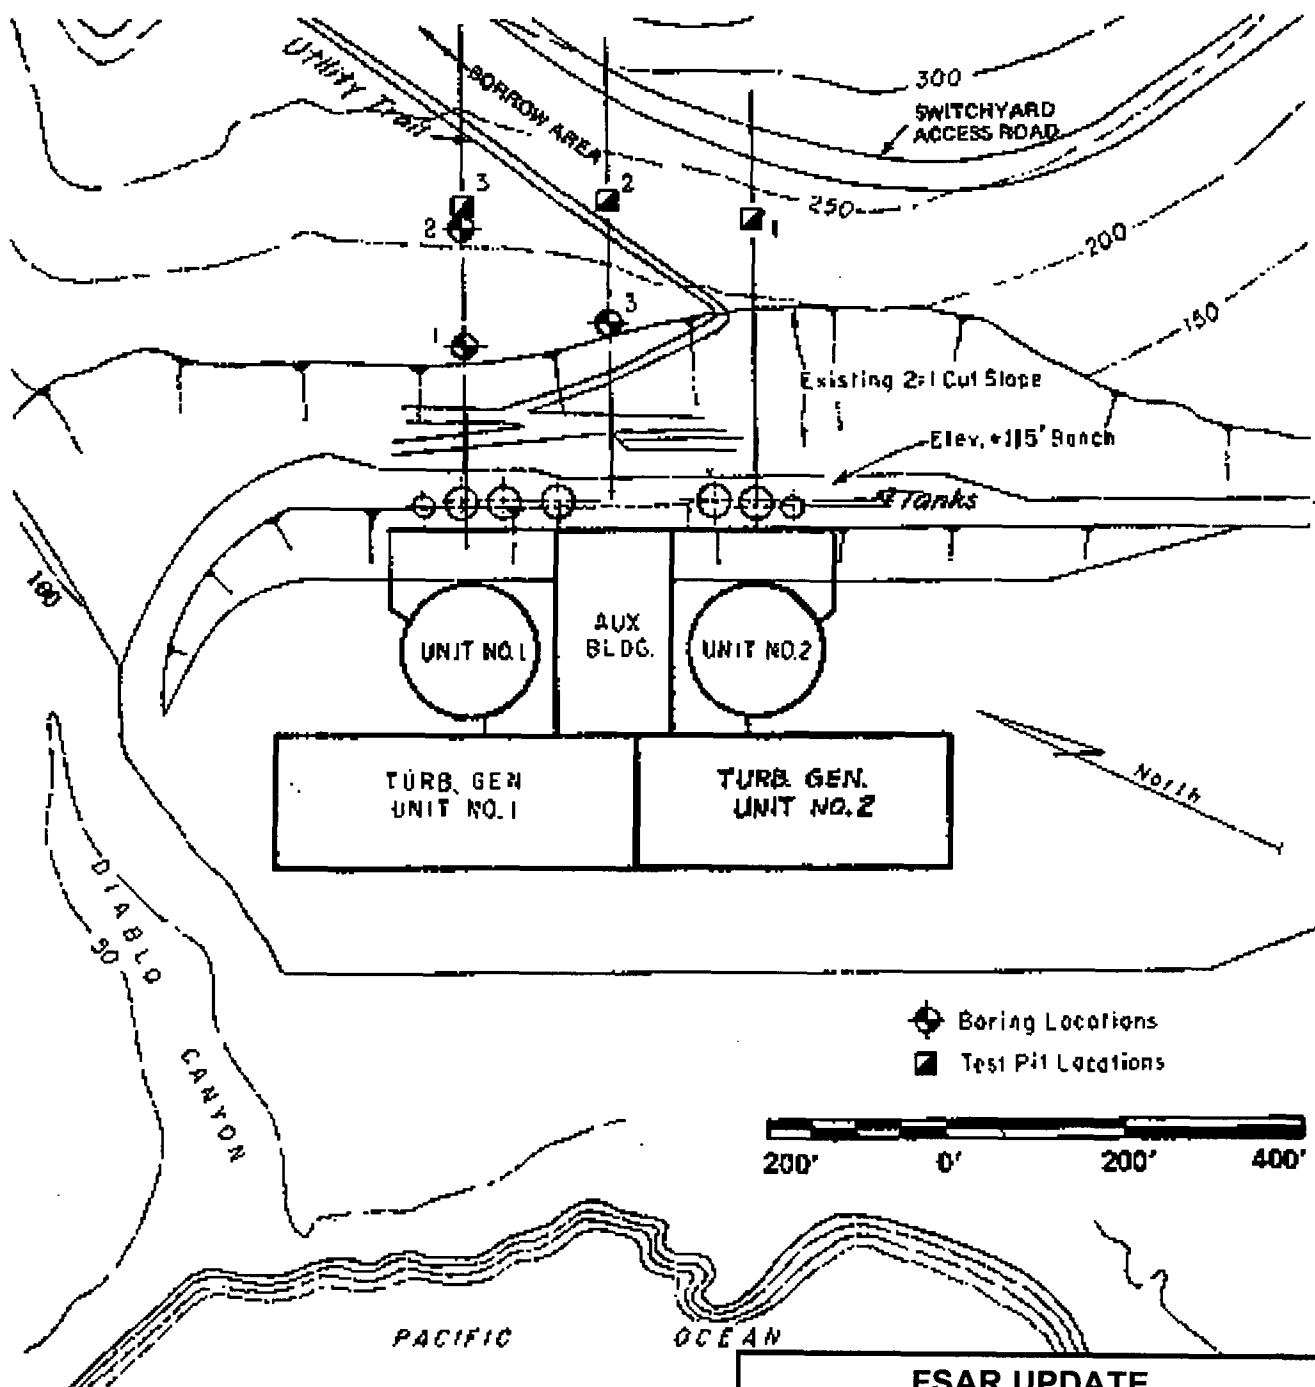 Utility Trail
BORROW AREA
300
SWITCHYARD
ACCESS ROAD
3
2
250
1
2
200
3
1
150
Existing 2:1 Cut Slope
Elev. +115' Bench
Tanks
100
UNIT NO.1
AUX
BLDG.
UNIT NO.2
TURB. GEN
UNIT NO.1
TURB. GEN.
UNIT NO.2
North
DIABLO
CANYON
50
Boring Locations
Test Pit Locations
200' 0' 200' 400'
PACIFIC OCEAN
FSAR UPDATE